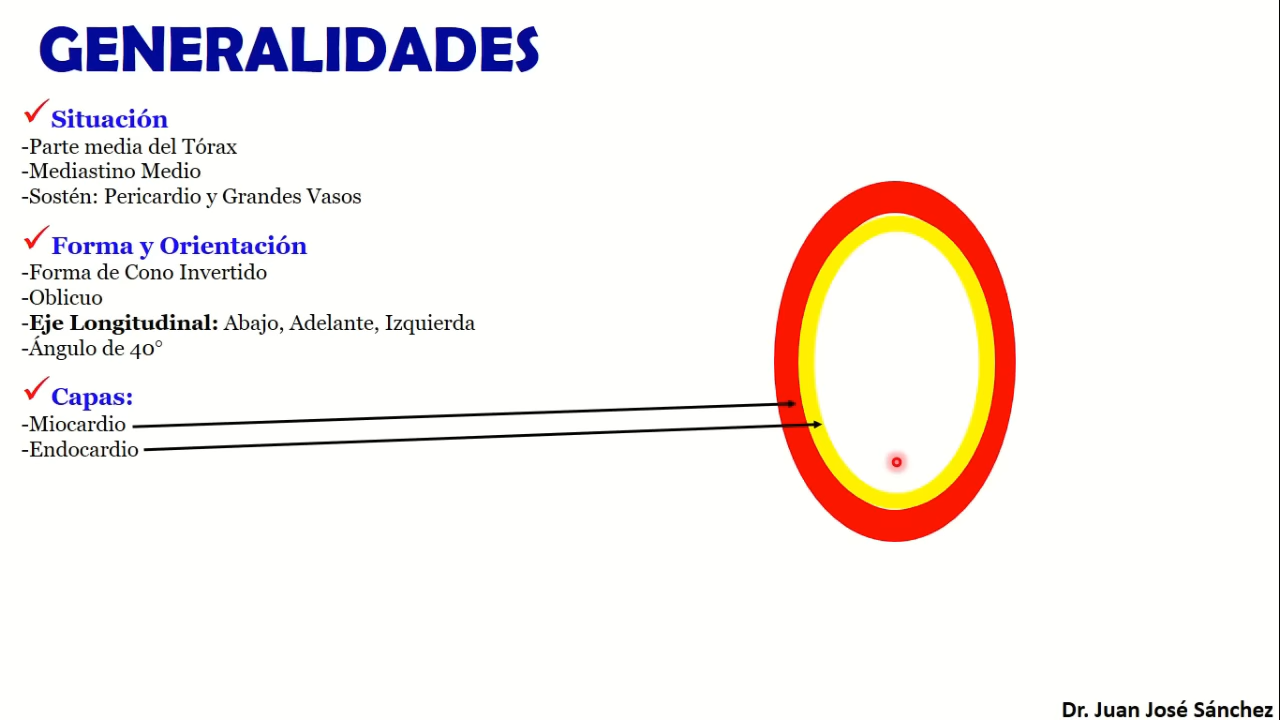 GENERALIDADES
Situación
-Parte media del Tórax
-Mediastino Medio
-Sostén: Pericardio y Grandes Vasos
Forma y Orientación
-Forma de Cono Invertido
-Oblicuo
-Eje Longitudinal: Abajo, Adelante, Izquierda
-Ángulo de 40°
Capas:
-Miocardio
-Endocardio
Dr. Juan José Sánchez